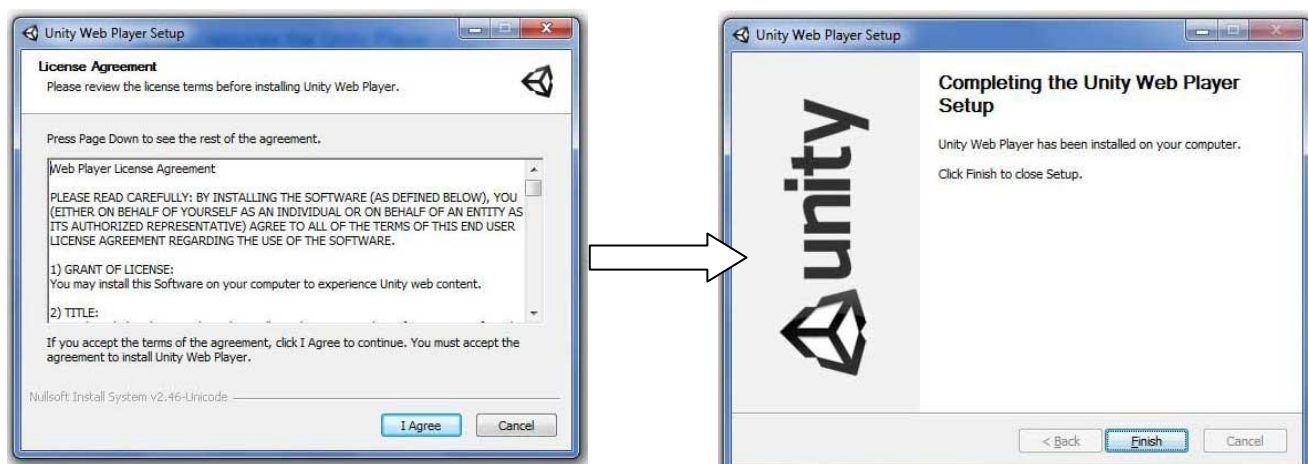 Unity Web Player Setup
License Agreement
Please review the license terms before installing Unity Web Player.
Press Page Down to see the rest of the agreement.
Web Player License Agreement
PLEASE READ CAREFULLY: BY INSTALLING THE SOFTWARE (AS DEFINED BELOW), YOU
(EITHER ON BEHALF OF YOURSELF AS AN INDIVIDUAL OR ON BEHALF OF AN ENTITY AS
ITS AUTHORIZED REPRESENTATIVE) AGREE TO ALL OF THE TERMS OF THIS END USER
LICENSE AGREEMENT REGARDING THE USE OF THE SOFTWARE.
1) GRANT OF LICENSE:
You may install this Software on your computer to experience Unity web content.
2) TITLE:
If you accept the terms of the agreement, click I Agree to continue. You must accept the
agreement to install Unity Web Player.
Nullsoft Install System v2.46-Unicode
I Agree
Cancel
Unity Web Player Setup
unity
Completing the Unity Web Player
Setup
Unity Web Player has been installed on your computer.
Click Finish to close Setup.
< Back
Finish
Cancel